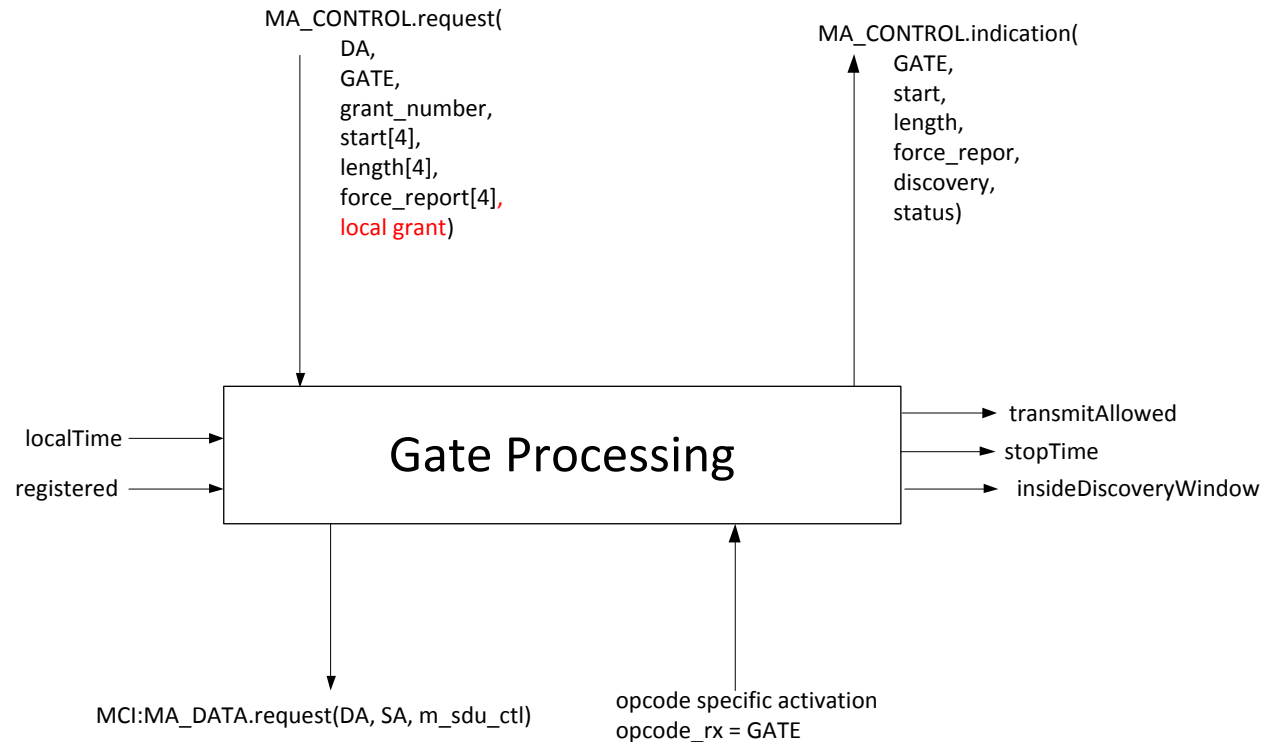 MA_CONTROL.request(
DA,
GATE,
grant_number,
start[4],
length[4],
force_report[4],
local grant)
MA_CONTROL.indication(
GATE,
start,
length,
force_repor,
discovery,
status)
localTime
registered
Gate Processing
transmitAllowed
stopTime
insideDiscoveryWindow
MCI:MA_DATA.request(DA, SA, m_sdu_ctl)
opcode specific activation
opcode_rx = GATE